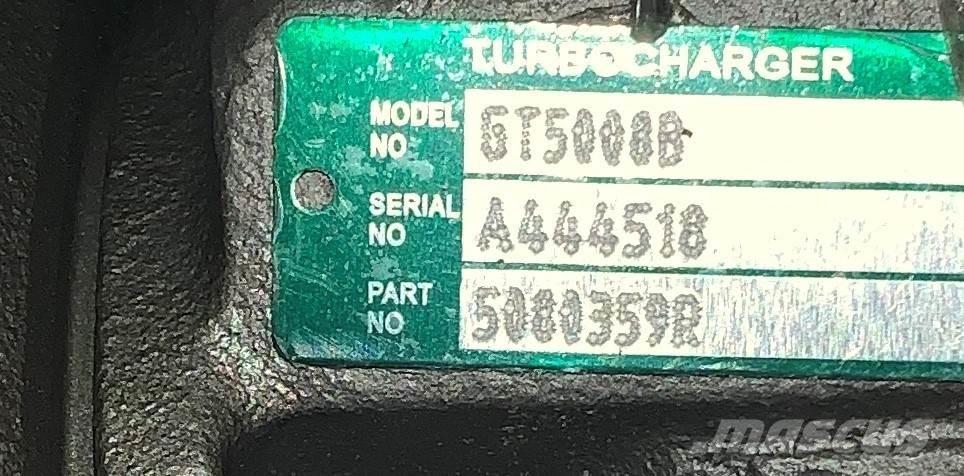 TURBOCHARGER
MODEL NO GT5008B
SERIAL NO A444518
PART NO 5080359R
MASCUS